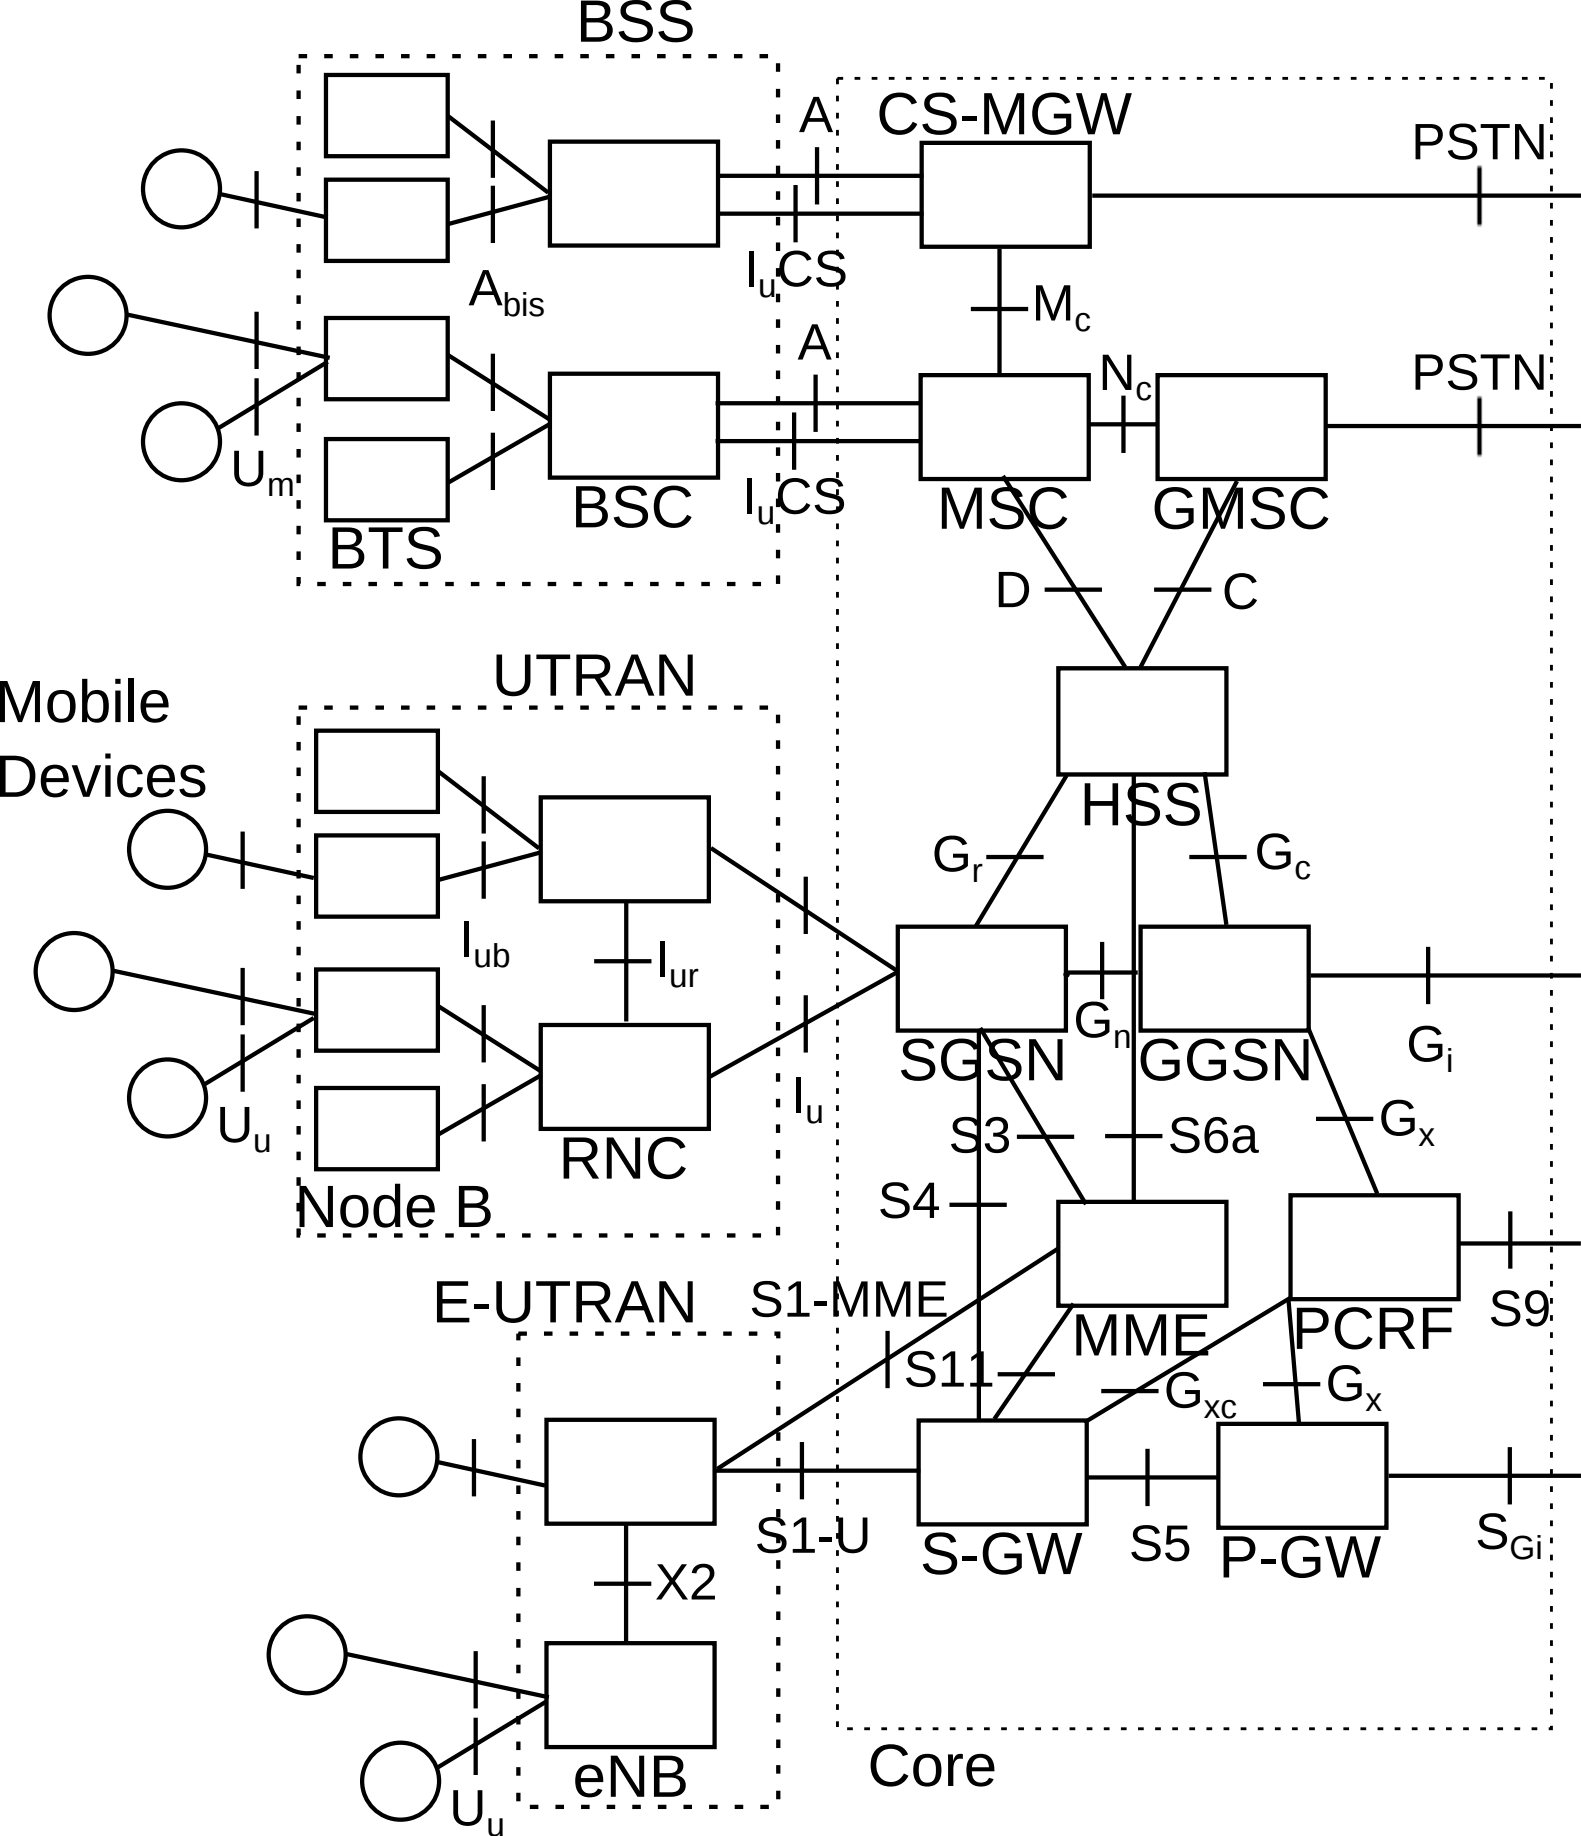 BSS
A
CS-MGW
PSTN
IuCS
Abis
Mc
A
Nc
PSTN
Um
BTS
BSC
IuCS
MSC
GMSC
D
C
UTRAN
Mobile
Devices
HSS
Gr
Gc
Iub
Iur
Gn
SGSN
GGSN
Gi
Uu
Iu
RNC
S3
S6a
Gx
Node B
S4
E-UTRAN
S1-MME
MME
PCRF
S9
S11
Gxc
Gx
S1-U
S-GW
S5
P-GW
SGi
X2
eNB
Core
Uu